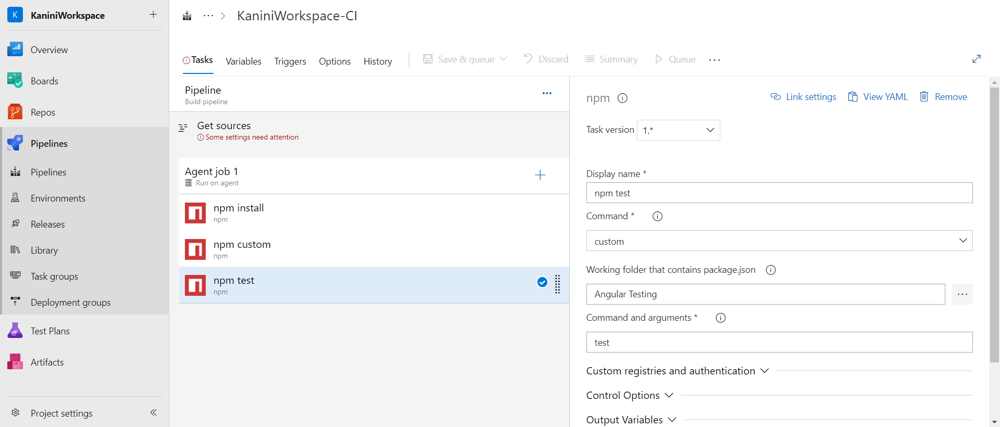 K KaniniWorkspace +
Overview
Boards
Repos
Pipelines
Pipelines
Environments
Releases
Library
Task groups
Deployment groups
Test Plans
Artifacts
Project settings
··· > KaniniWorkspace-CI
Tasks Variables Triggers Options History Save & queue Discard Summary Queue ···
Pipeline
Build pipeline
Get sources
Some settings need attention
Agent job 1
Run on agent
npm install
npm
npm custom
npm
npm test
npm
npm Link settings View YAML Remove
Task version 1.*
Display name *
npm test
Command *
custom
Working folder that contains package.json
Angular Testing ···
Command and arguments *
test
Custom registries and authentication
Control Options
Output Variables